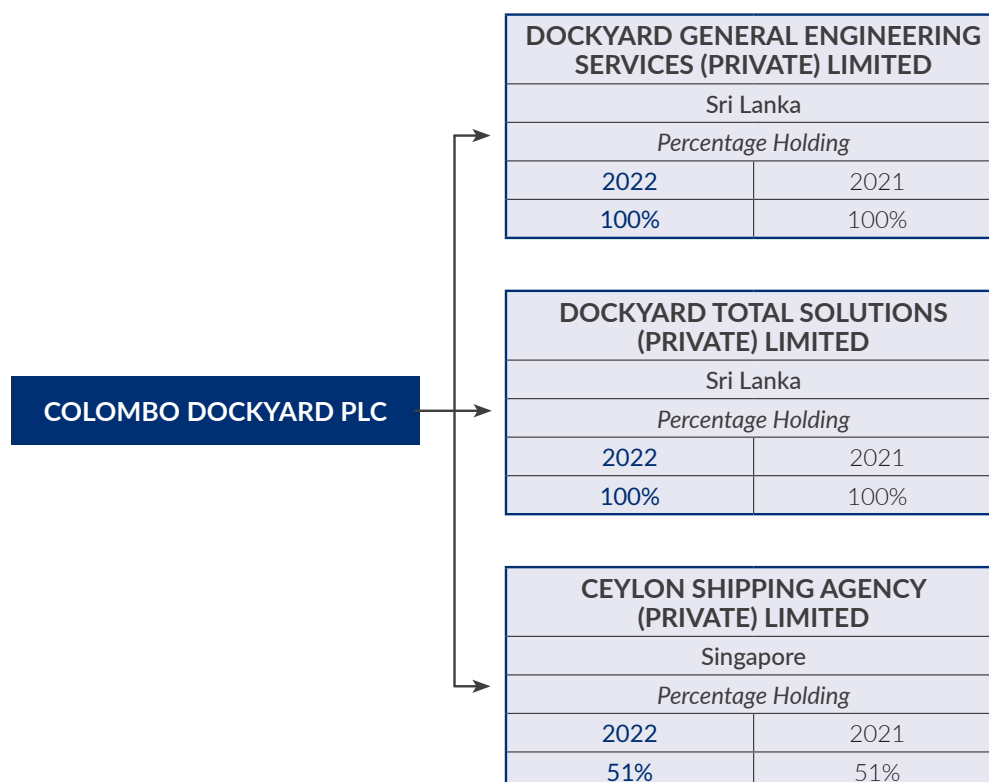 DOCKYARD GENERAL ENGINEERING
SERVICES (PRIVATE) LIMITED
Sri Lanka
Percentage Holding
2022 2021
100% 100%
DOCKYARD TOTAL SOLUTIONS
(PRIVATE) LIMITED
Sri Lanka
Percentage Holding
2022 2021
100% 100%
COLOMBO DOCKYARD PLC
CEYLON SHIPPING AGENCY
(PRIVATE) LIMITED
Singapore
Percentage Holding
2022 2021
51% 51%